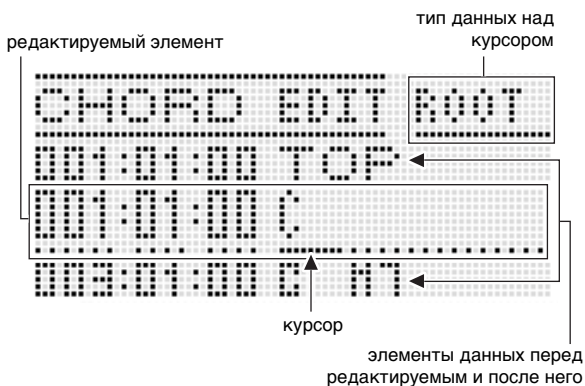 тип данных над
курсором
редактируемый элемент
CHORD EDIT ROOT
001:01:00 TOP
001:01:00 C
003:01:00 G M7
курсор
элементы данных перед
редактируемым и после него